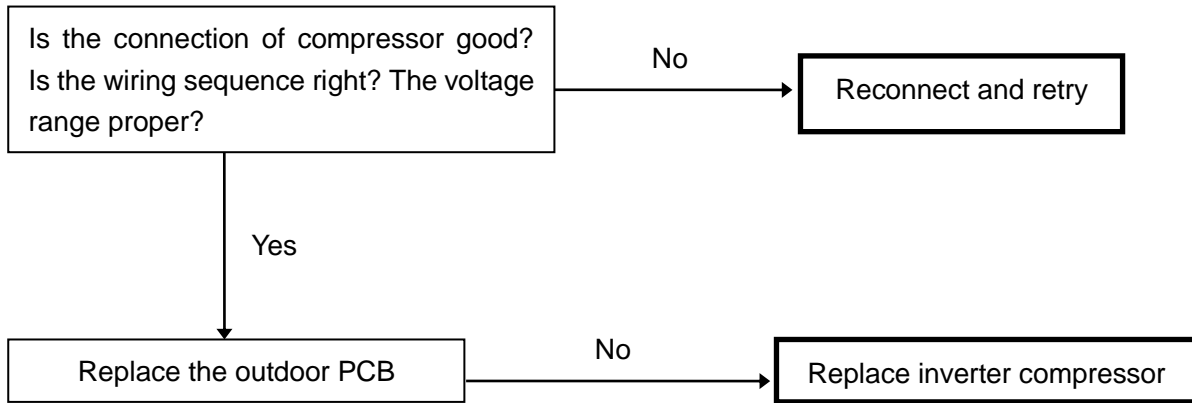 Is the connection of compressor good?
Is the wiring sequence right? The voltage
range proper?
No
Reconnect and retry
Yes
Replace the outdoor PCB
No
Replace inverter compressor